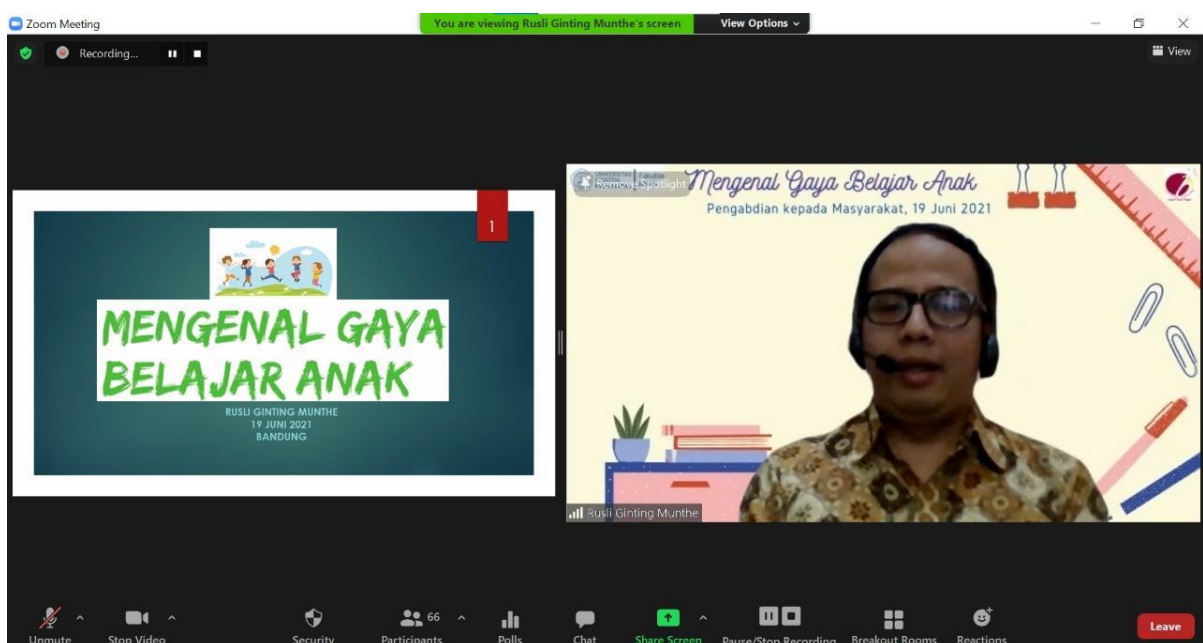 Zoom Meeting
You are viewing Rusli Ginting Munthe's screen
View Options
Recording...
View
1
MENGENAL GAYA
BELAJAR ANAK
RUSLI GINTING MUNTHE
19 JUNI 2021
BANDUNG
Remove Spotlight
Mengenal Gaya Belajar Anak
Pengabdian kepada Masyarakat, 19 Juni 2021
Rusli Ginting Munthe
66
Unmute
Stop Video
Security
Participants
Polls
Chat
Share Screen
Pause/Stop Recording
Breakout Rooms
Reactions
Leave